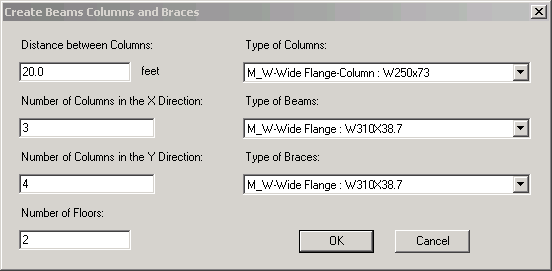 Create Beams Columns and Braces
Distance between Columns:
20.0 feet
Number of Columns in the X Direction:
3
Number of Columns in the Y Direction:
4
Number of Floors:
2
Type of Columns:
M_W-Wide Flange-Column : W250x73
Type of Beams:
M_W-Wide Flange : W310X38.7
Type of Braces:
M_W-Wide Flange : W310X38.7
OK
Cancel